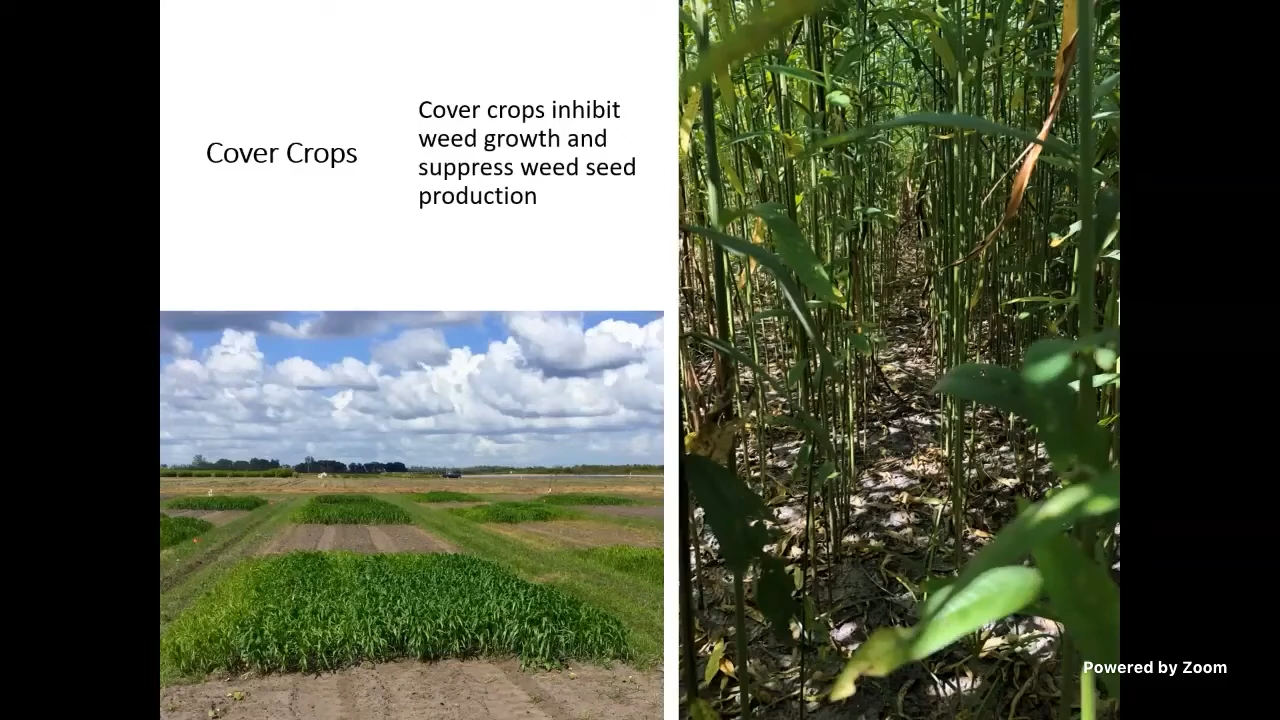 Cover Crops
Cover crops inhibit
weed growth and
suppress weed seed
production
Powered by Zoom